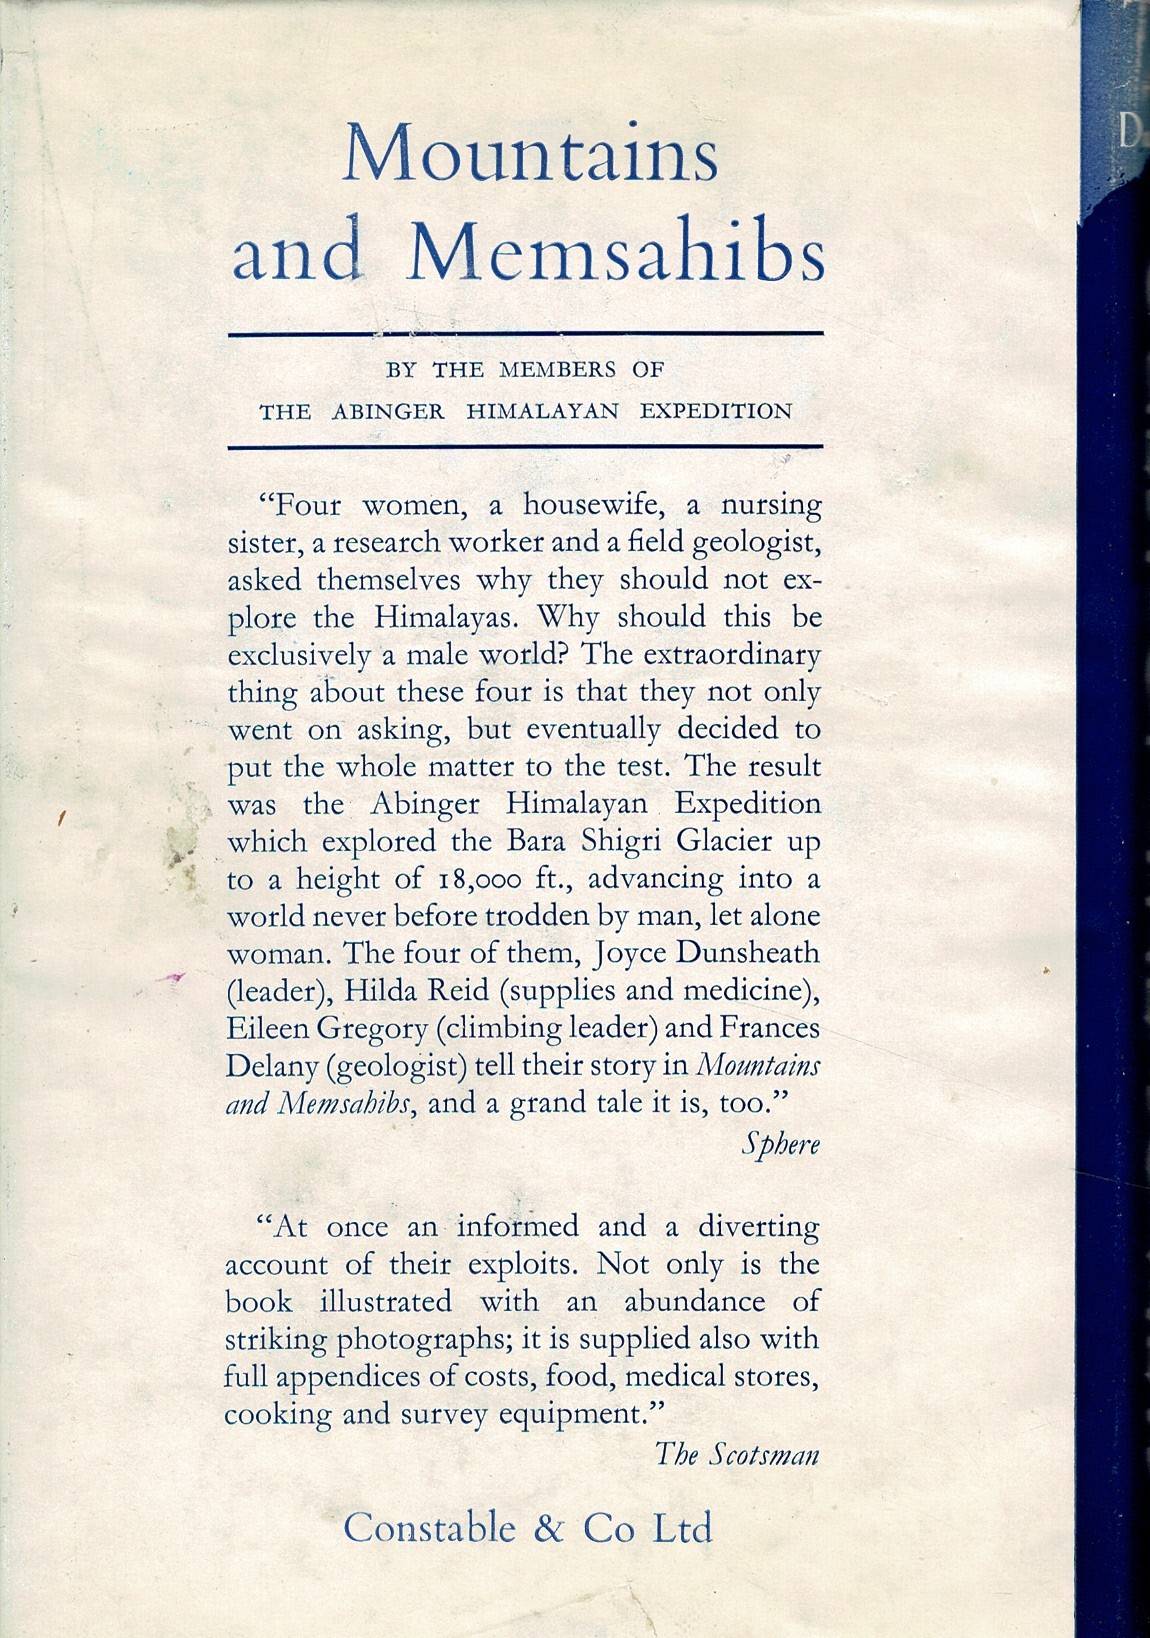 Mountains
and Memsahibs
BY THE MEMBERS OF
THE ABINGER HIMALAYAN EXPEDITION
“Four women, a housewife, a nursing
sister, a research worker and a field geologist,
asked themselves why they should not ex-
plore the Himalayas. Why should this be
exclusively a male world? The extraordinary
thing about these four is that they not only
went on asking, but eventually decided to
put the whole matter to the test. The result
was the Abinger Himalayan Expedition
which explored the Bara Shigri Glacier up
to a height of 18,000 ft., advancing into a
world never before trodden by man, let alone
woman. The four of them, Joyce Dunsheath
(leader), Hilda Reid (supplies and medicine),
Eileen Gregory (climbing leader) and Frances
Delany (geologist) tell their story in Mountains
and Memsahibs, and a grand tale it is, too.”
Sphere
“At once an informed and a diverting
account of their exploits. Not only is the
book illustrated with an abundance of
striking photographs; it is supplied also with
full appendices of costs, food, medical stores,
cooking and survey equipment.”
The Scotsman
Constable & Co Ltd
D